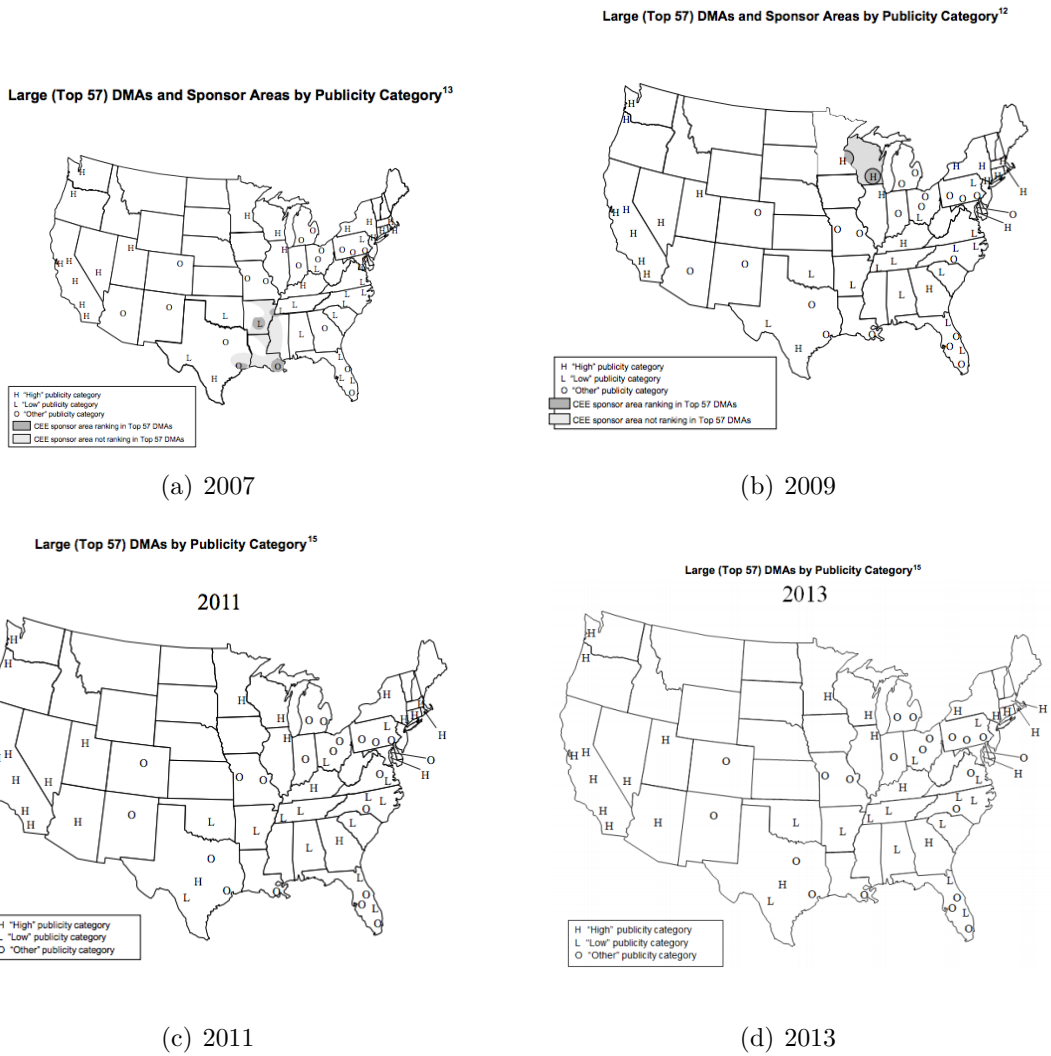 Large (Top 57) DMAs and Sponsor Areas by Publicity Category13
H "High" publicity category
L "Low" publicity category
O "Other" publicity category
CEE sponsor area ranking in Top 57 DMAs
CEE sponsor area not ranking in Top 57 DMAs
(a) 2007
Large (Top 57) DMAs and Sponsor Areas by Publicity Category12
H "High" publicity category
L "Low" publicity category
O "Other" publicity category
CEE sponsor area ranking in Top 57 DMAs
CEE sponsor area not ranking in Top 57 DMAs
(b) 2009
Large (Top 57) DMAs by Publicity Category15
2011
H "High" publicity category
L "Low" publicity category
O "Other" publicity category
(c) 2011
Large (Top 57) DMAs by Publicity Category15
2013
H "High" publicity category
L "Low" publicity category
O "Other" publicity category
(d) 2013